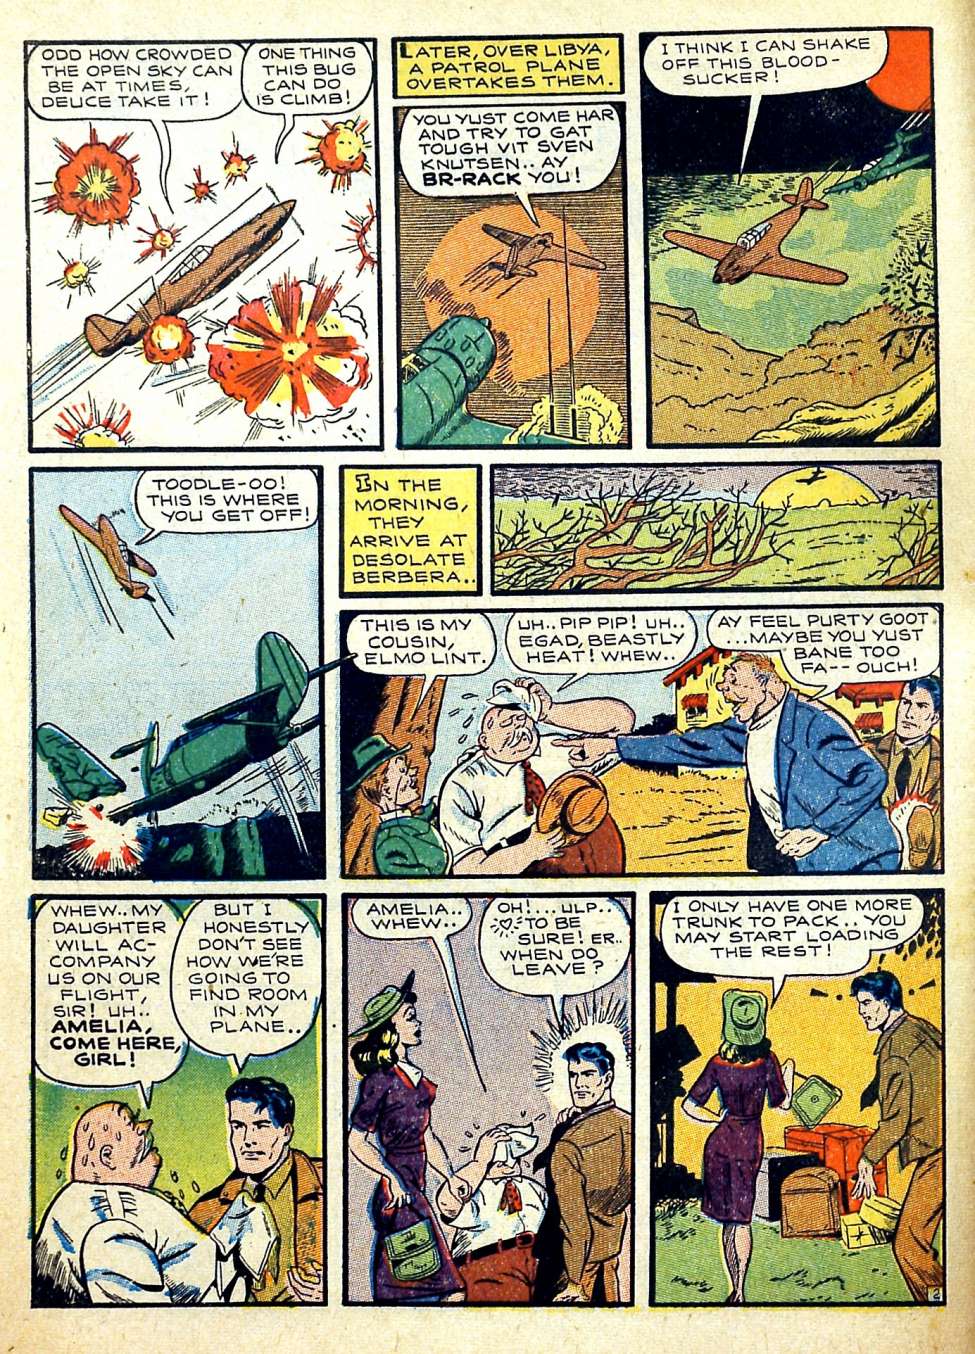 ODD HOW CROWDED
THE OPEN SKY CAN
BE AT TIMES,
DEUCE TAKE IT!
ONE THING
THIS BUG
CAN DO
IS CLIMB!
LATER, OVER LIBYA,
A PATROL PLANE
OVERTAKES THEM.
YOU YUST COME HAR
AND TRY TO GAT
TOUGH VIT SVEN
KNUTSEN.. AY
BR-RACK YOU!
I THINK I CAN SHAKE
OFF THIS BLOOD-
SUCKER!
TOODLE-OO!
THIS IS WHERE
YOU GET OFF!
IN THE
MORNING,
THEY
ARRIVE AT
DESOLATE
BERBERA..
THIS IS MY
COUSIN,
ELMO LINT.
UH.. PIP PIP! UH..
EGAD, BEASTLY
HEAT! WHEW..
AY FEEL PURTY GOOT
...MAYBE YOU YUST
BANE TOO
FA-- OUCH!
WHEW.. MY
DAUGHTER
WILL AC-
COMPANY
US ON OUR
FLIGHT,
SIR! UH..
AMELIA,
COME HERE,
GIRL!
BUT I
HONESTLY
DON'T SEE
HOW WE'RE
GOING TO
FIND ROOM
IN MY
PLANE..
AMELIA..
WHEW..
OH!... ULP..
TO BE
SURE! ER..
WHEN DO
LEAVE?
I ONLY HAVE ONE MORE
TRUNK TO PACK.. YOU
MAY START LOADING
THE REST!
! !
2